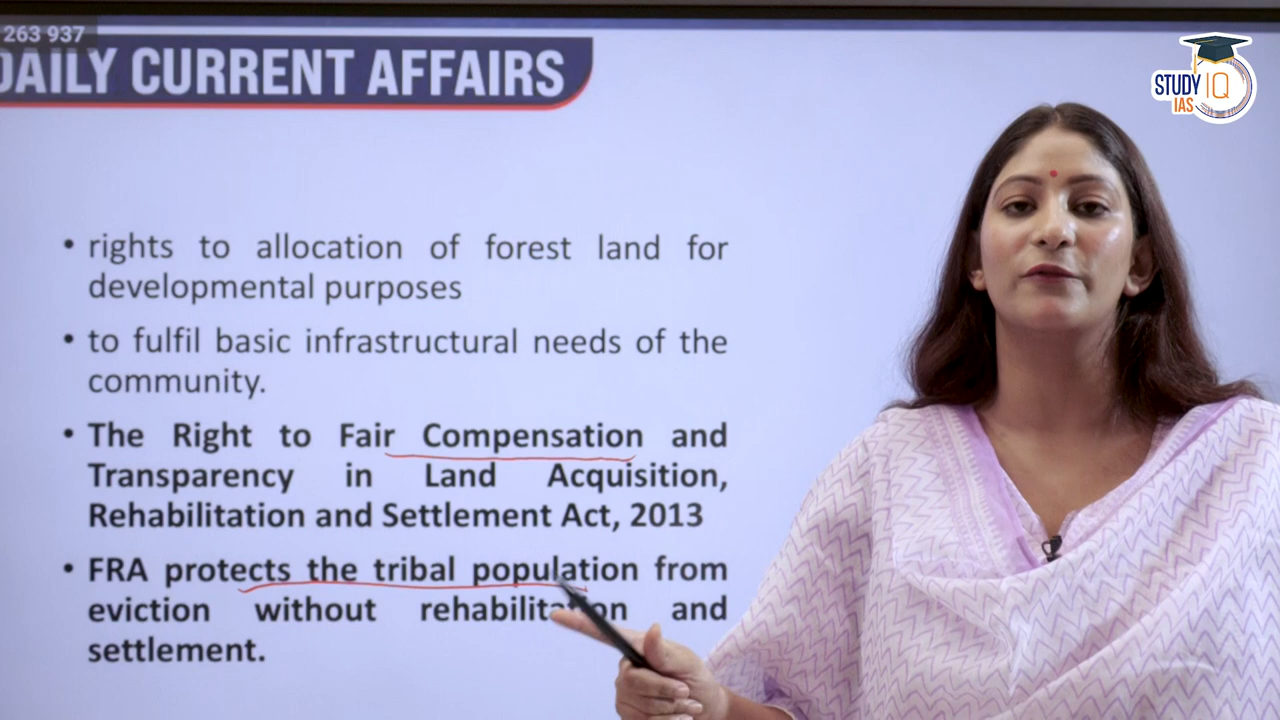 263 937
DAILY CURRENT AFFAIRS
STUDY IQ
IAS
• rights to allocation of forest land for
developmental purposes
• to fulfil basic infrastructural needs of the
community.
• The Right to Fair Compensation and
Transparency in Land Acquisition,
Rehabilitation and Settlement Act, 2013
• FRA protects the tribal population from
eviction without rehabilitation and
settlement.